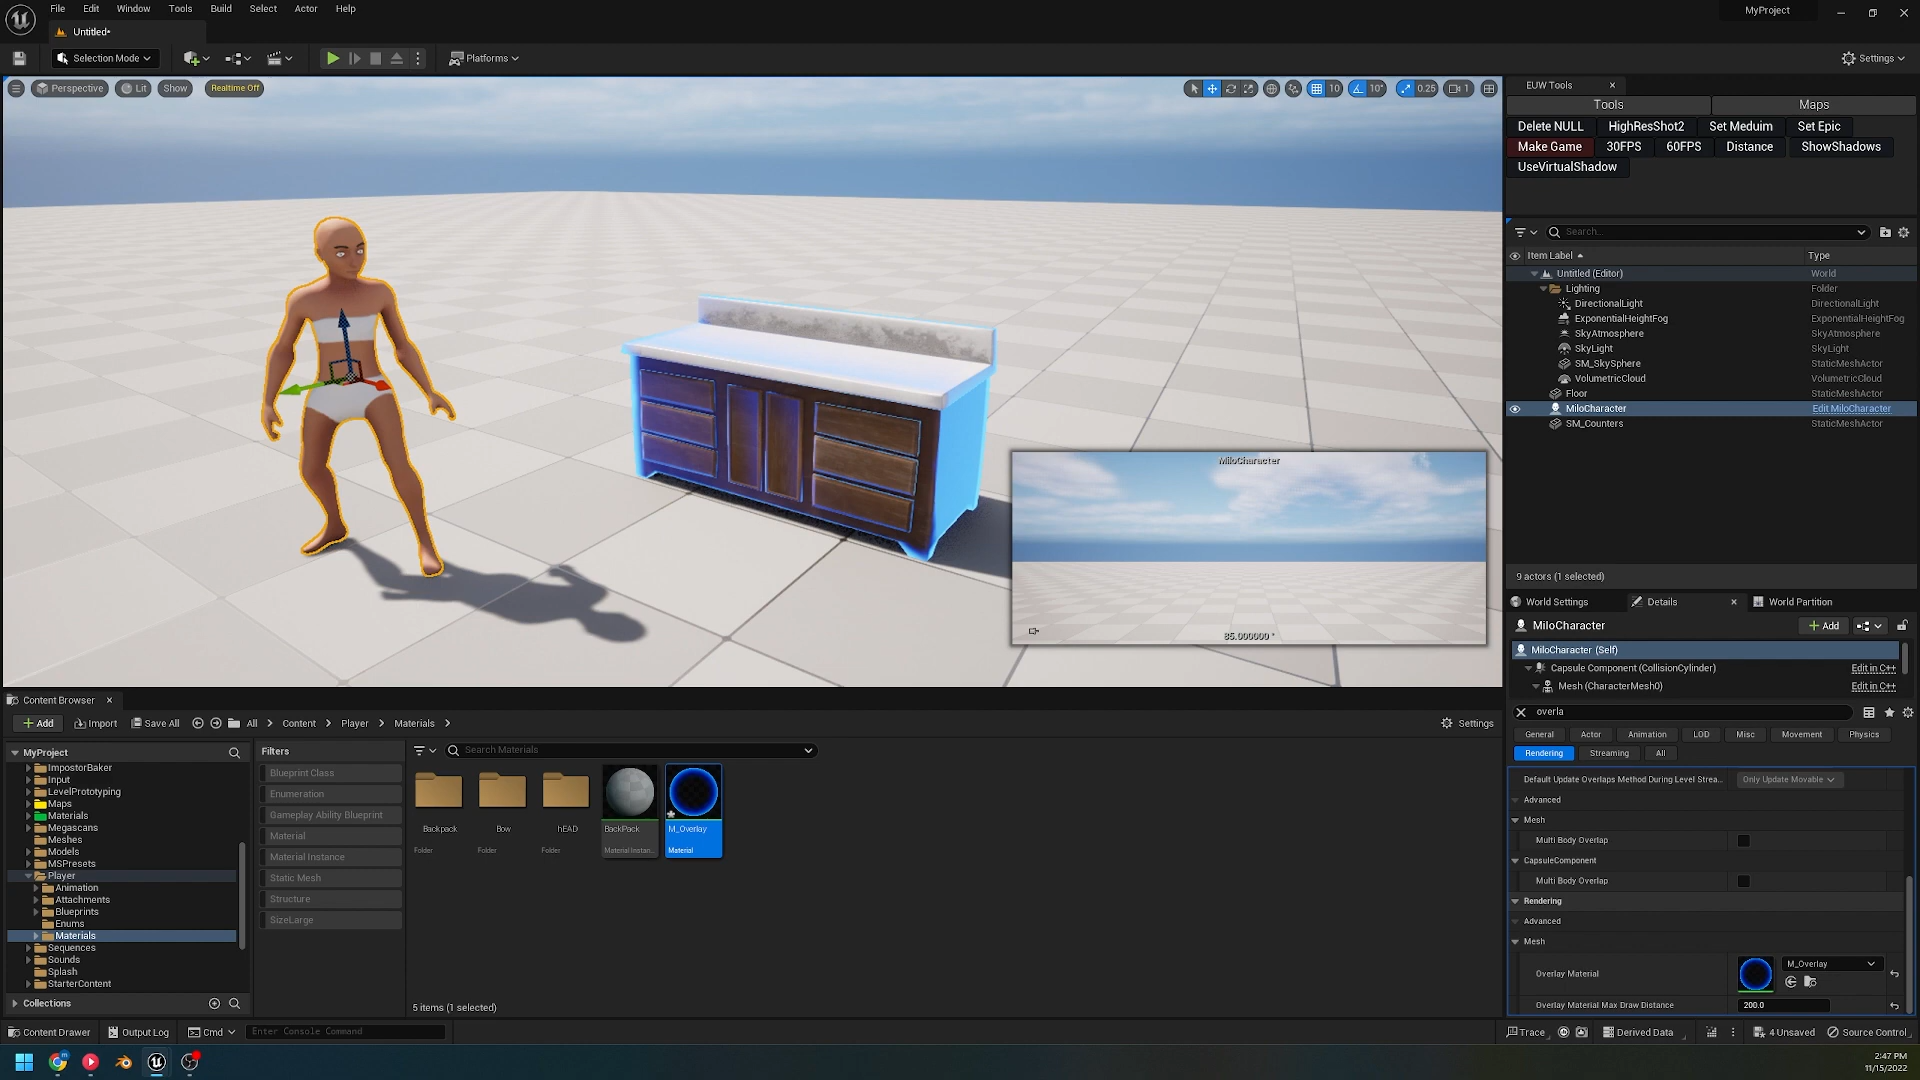 File Edit Window Tools Build Select Actor Help
MyProject
Untitled*
Selection Mode
Platforms
Settings
Perspective Lit Show Realtime Off
10 10° 0.25 1
MiloCharacter
85.000000 °
EUW Tools
Tools Maps
Delete NULL HighResShot2 Set Meduim Set Epic
Make Game 30FPS 60FPS Distance ShowShadows
UseVirtualShadow
Search...
Item Label Type
Untitled (Editor) World
Lighting Folder
DirectionalLight DirectionalLight
ExponentialHeightFog ExponentialHeightFog
SkyAtmosphere SkyAtmosphere
SkyLight SkyLight
SM_SkySphere StaticMeshActor
VolumetricCloud VolumetricCloud
Floor StaticMeshActor
MiloCharacter Edit MiloCharacter
SM_Counters StaticMeshActor
9 actors (1 selected)
World Settings Details World Partition
MiloCharacter Add
MiloCharacter (Self)
Capsule Component (CollisionCylinder) Edit in C++
Mesh (CharacterMesh0) Edit in C++
overla
General Actor Animation LOD Misc Movement Physics
Rendering Streaming All
Default Update Overlaps Method During Level Strea... Only Update Movable
Advanced
Mesh
Multi Body Overlap
CapsuleComponent
Multi Body Overlap
Rendering
Advanced
Mesh
Overlay Material M_Overlay
Overlay Material Max Draw Distance 200.0
Content Browser
Add Import Save All All Content Player Materials Settings
MyProject
ImpostorBaker
Input
LevelPrototyping
Maps
Materials
Megascans
Meshes
Models
MSPresets
Player
Animation
Attachments
Blueprints
Enums
Materials
Sequences
Sounds
Splash
StarterContent
Collections
Filters
Blueprint Class
Enumeration
Gameplay Ability Blueprint
Material
Material Instance
Static Mesh
Structure
SizeLarge
Search Materials
Backpack Bow hEAD BackPack M_Overlay
Folder Folder Folder Material Instan... Material
5 items (1 selected)
Content Drawer Output Log Cmd Enter Console Command
Trace Derived Data 4 Unsaved Source Control
2:47 PM
11/15/2022